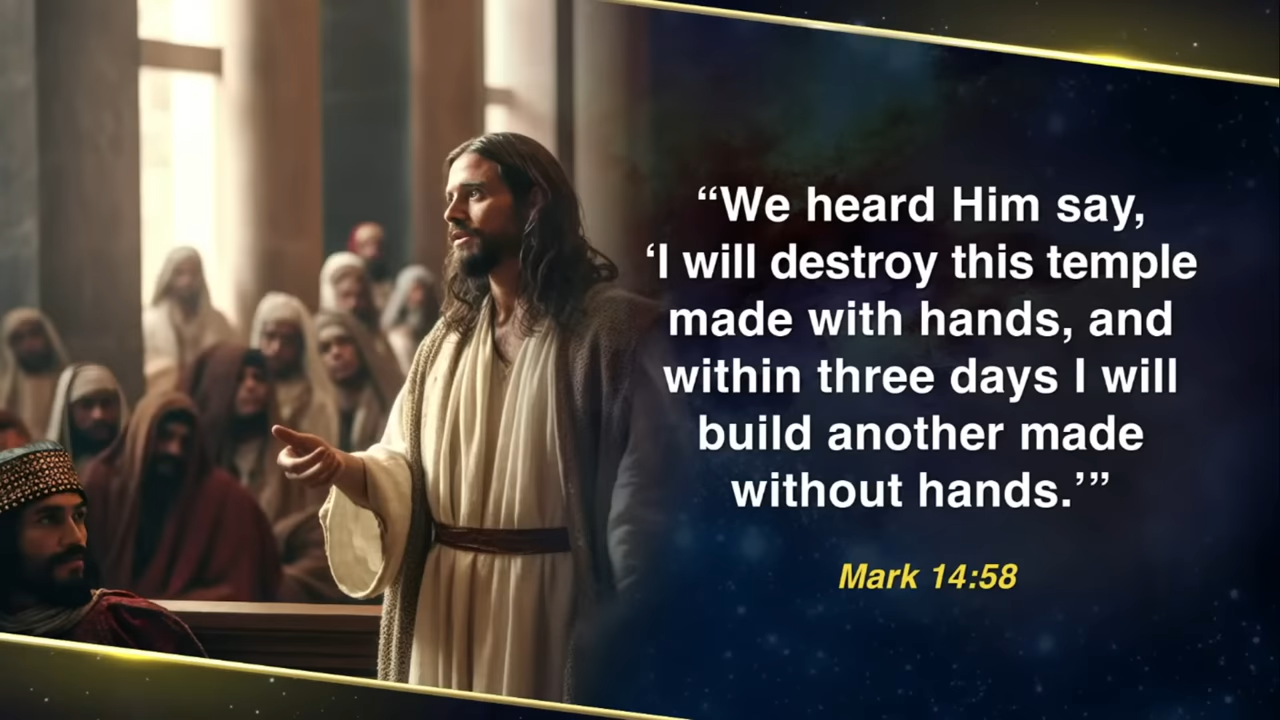 “We heard Him say,
‘I will destroy this temple
made with hands, and
within three days I will
build another made
without hands.’”
Mark 14:58